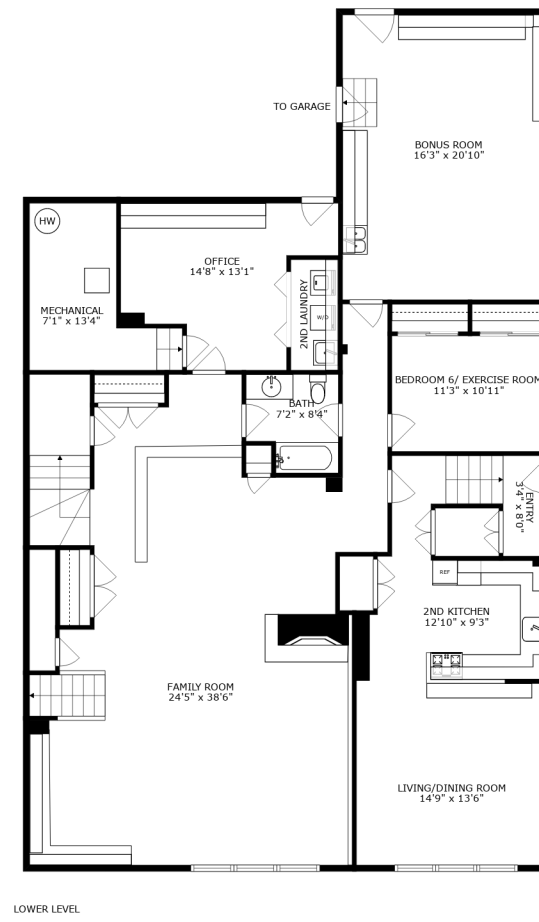 TO GARAGE
BONUS ROOM
16'3" x 20'10"
HW
OFFICE
14'8" x 13'1"
MECHANICAL
7'1" x 13'4"
2ND LAUNDRY
W/D
BEDROOM 6/ EXERCISE ROOM
11'3" x 10'11"
BATH
7'2" x 8'4"
ENTRY
3'4" x 8'0"
REF
2ND KITCHEN
12'10" x 9'3"
FAMILY ROOM
24'5" x 38'6"
LIVING/DINING ROOM
14'9" x 13'6"
LOWER LEVEL